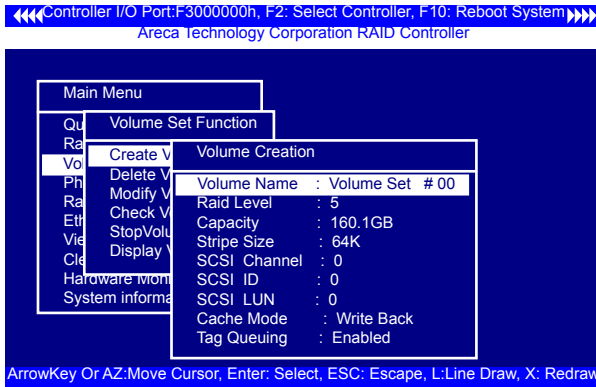 Controller I/O Port:F3000000h, F2: Select Controller, F10: Reboot System
Areca Technology Corporation RAID Controller
Main Menu
Volume Set Function
Volume Creation
Create V
Delete V
Modify V
Check Vo
StopVolu
Display V
Hardware Moni
System informa
Volume Name : Volume Set # 00
Raid Level : 5
Capacity : 160.1GB
Stripe Size : 64K
SCSI Channel : 0
SCSI ID : 0
SCSI LUN : 0
Cache Mode : Write Back
Tag Queuing : Enabled
ArrowKey Or AZ:Move Cursor, Enter: Select, ESC: Escape, L:Line Draw, X: Redraw